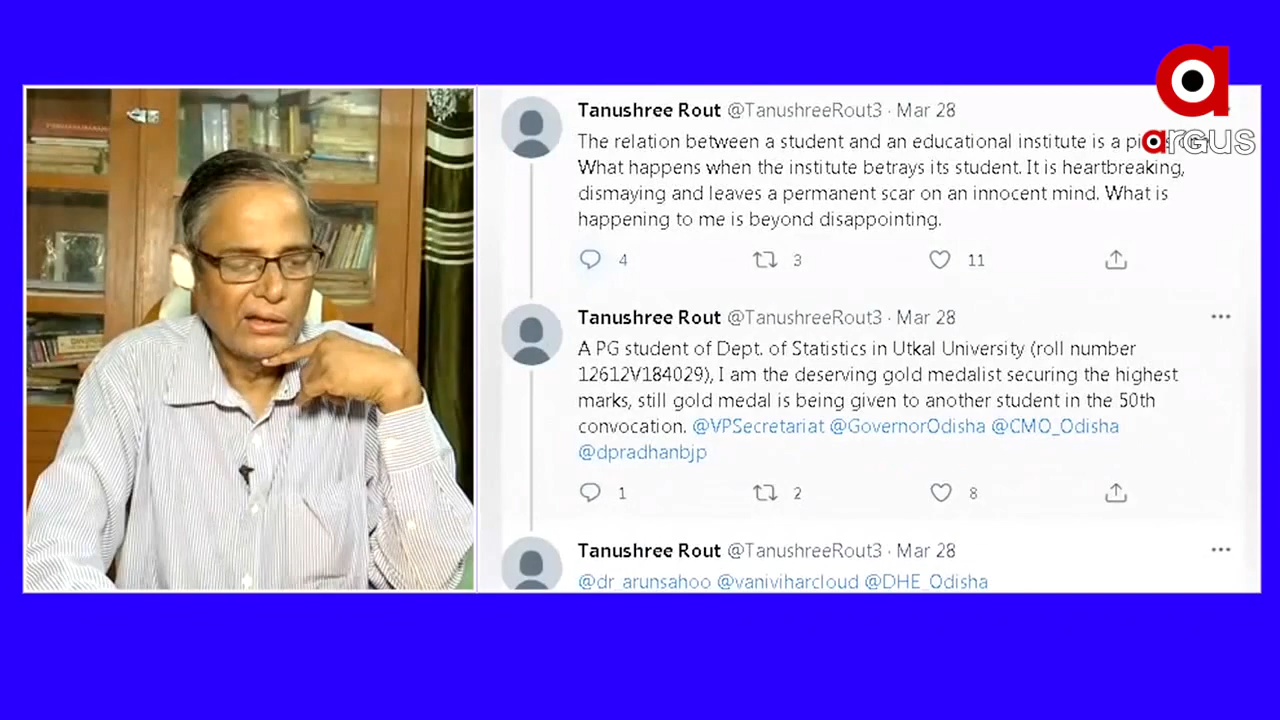 argus
Tanushree Rout @TanushreeRout3 · Mar 28
The relation between a student and an educational institute is a
What happens when the institute betrays its student. It is heartbreaking,
dismaying and leaves a permanent scar on an innocent mind. What is
happening to me is beyond disappointing.
4 3 11
Tanushree Rout @TanushreeRout3 · Mar 28
A PG student of Dept. of Statistics in Utkal University (roll number
12612V184029), I am the deserving gold medalist securing the highest
marks, still gold medal is being given to another student in the 50th
convocation. @VPSecretariat @GovernorOdisha @CMO_Odisha
@dpradhanbjp
1 2 8
Tanushree Rout @TanushreeRout3 · Mar 28
@dr_arunsahoo @vaniviharcloud @DHE_Odisha